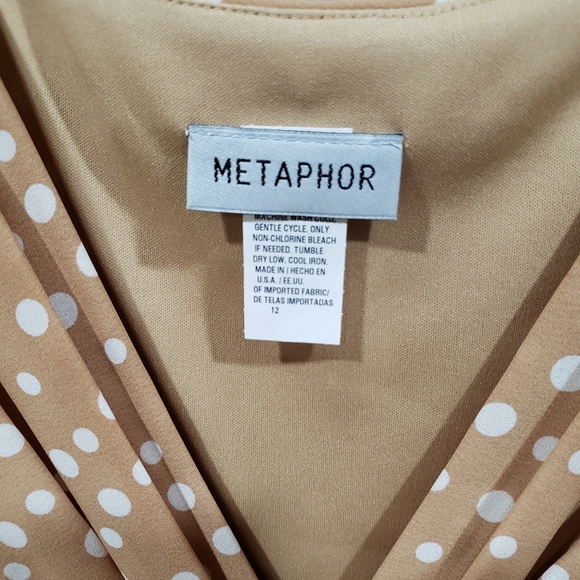 METAPHOR
MACHINE WASH COLD,
GENTLE CYCLE. ONLY
NON-CHLORINE BLEACH
IF NEEDED. TUMBLE
DRY LOW. COOL IRON.
MADE IN / HECHO EN
U.S.A. / EE.UU.
OF IMPORTED FABRIC/
DE TELAS IMPORTADAS
12